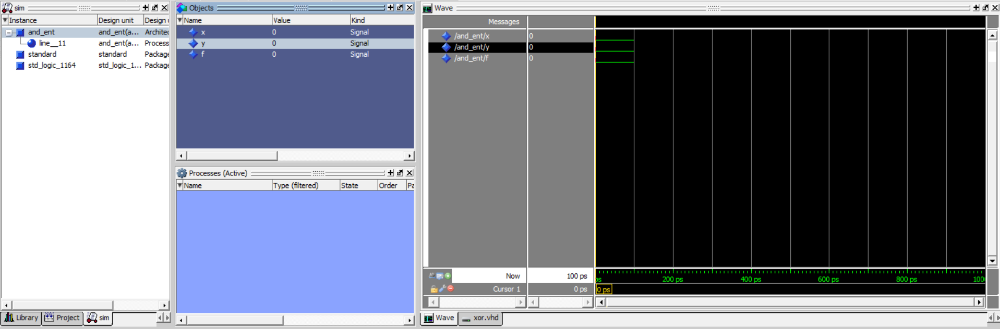 sim
Instance Design unit Design
and_ent and_ent(a... Architec
line__11 and_ent(a... Process
standard standard Package
std_logic_1164 std_logic_1... Package
Library Project sim
Objects
Name Value Kind
x 0 Signal
y 0 Signal
f 0 Signal
Processes (Active)
Name Type (filtered) State Order Pa
Wave
Messages
/and_ent/x 0
/and_ent/y 0
/and_ent/f 0
Now 100 ps
ps 200 ps 400 ps 600 ps 800 ps 1000
Cursor 1 0 ps 0 ps
Wave xor.vhd